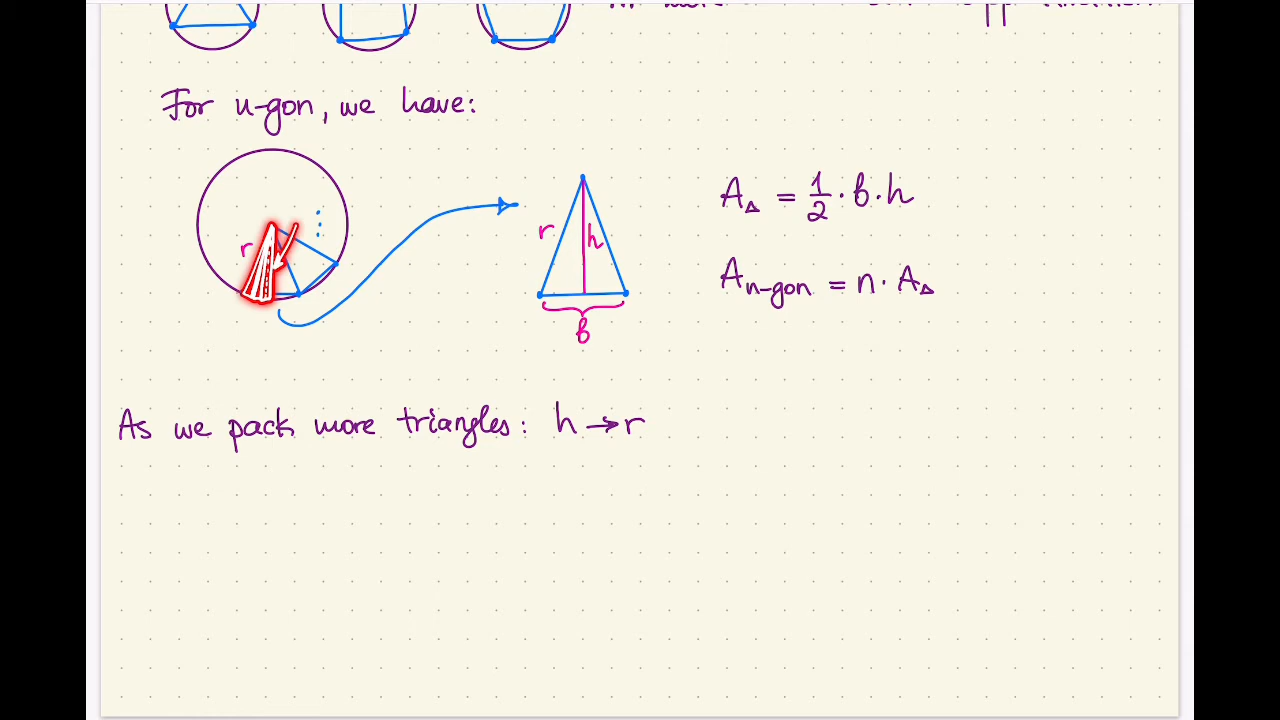 For n-gon, we have:
r
r
h
b
A△ = 1/2 · b · h
Aₙ₋gon = n · A△
As we pack more triangles: h → r